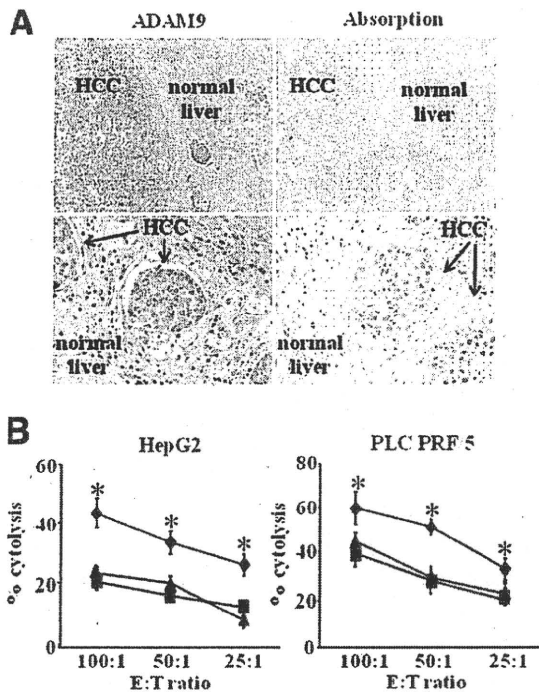 A
ADAM9 Absorption
HCC normal liver HCC normal liver
HCC HCC
normal liver normal liver
B
HepG2 PLC PRF 5
% cytolysis % cytolysis
60 80
40 60
20 40
0 20
0
* * * * * *
100:1 50:1 25:1 100:1 50:1 25:1
E:T ratio E:T ratio